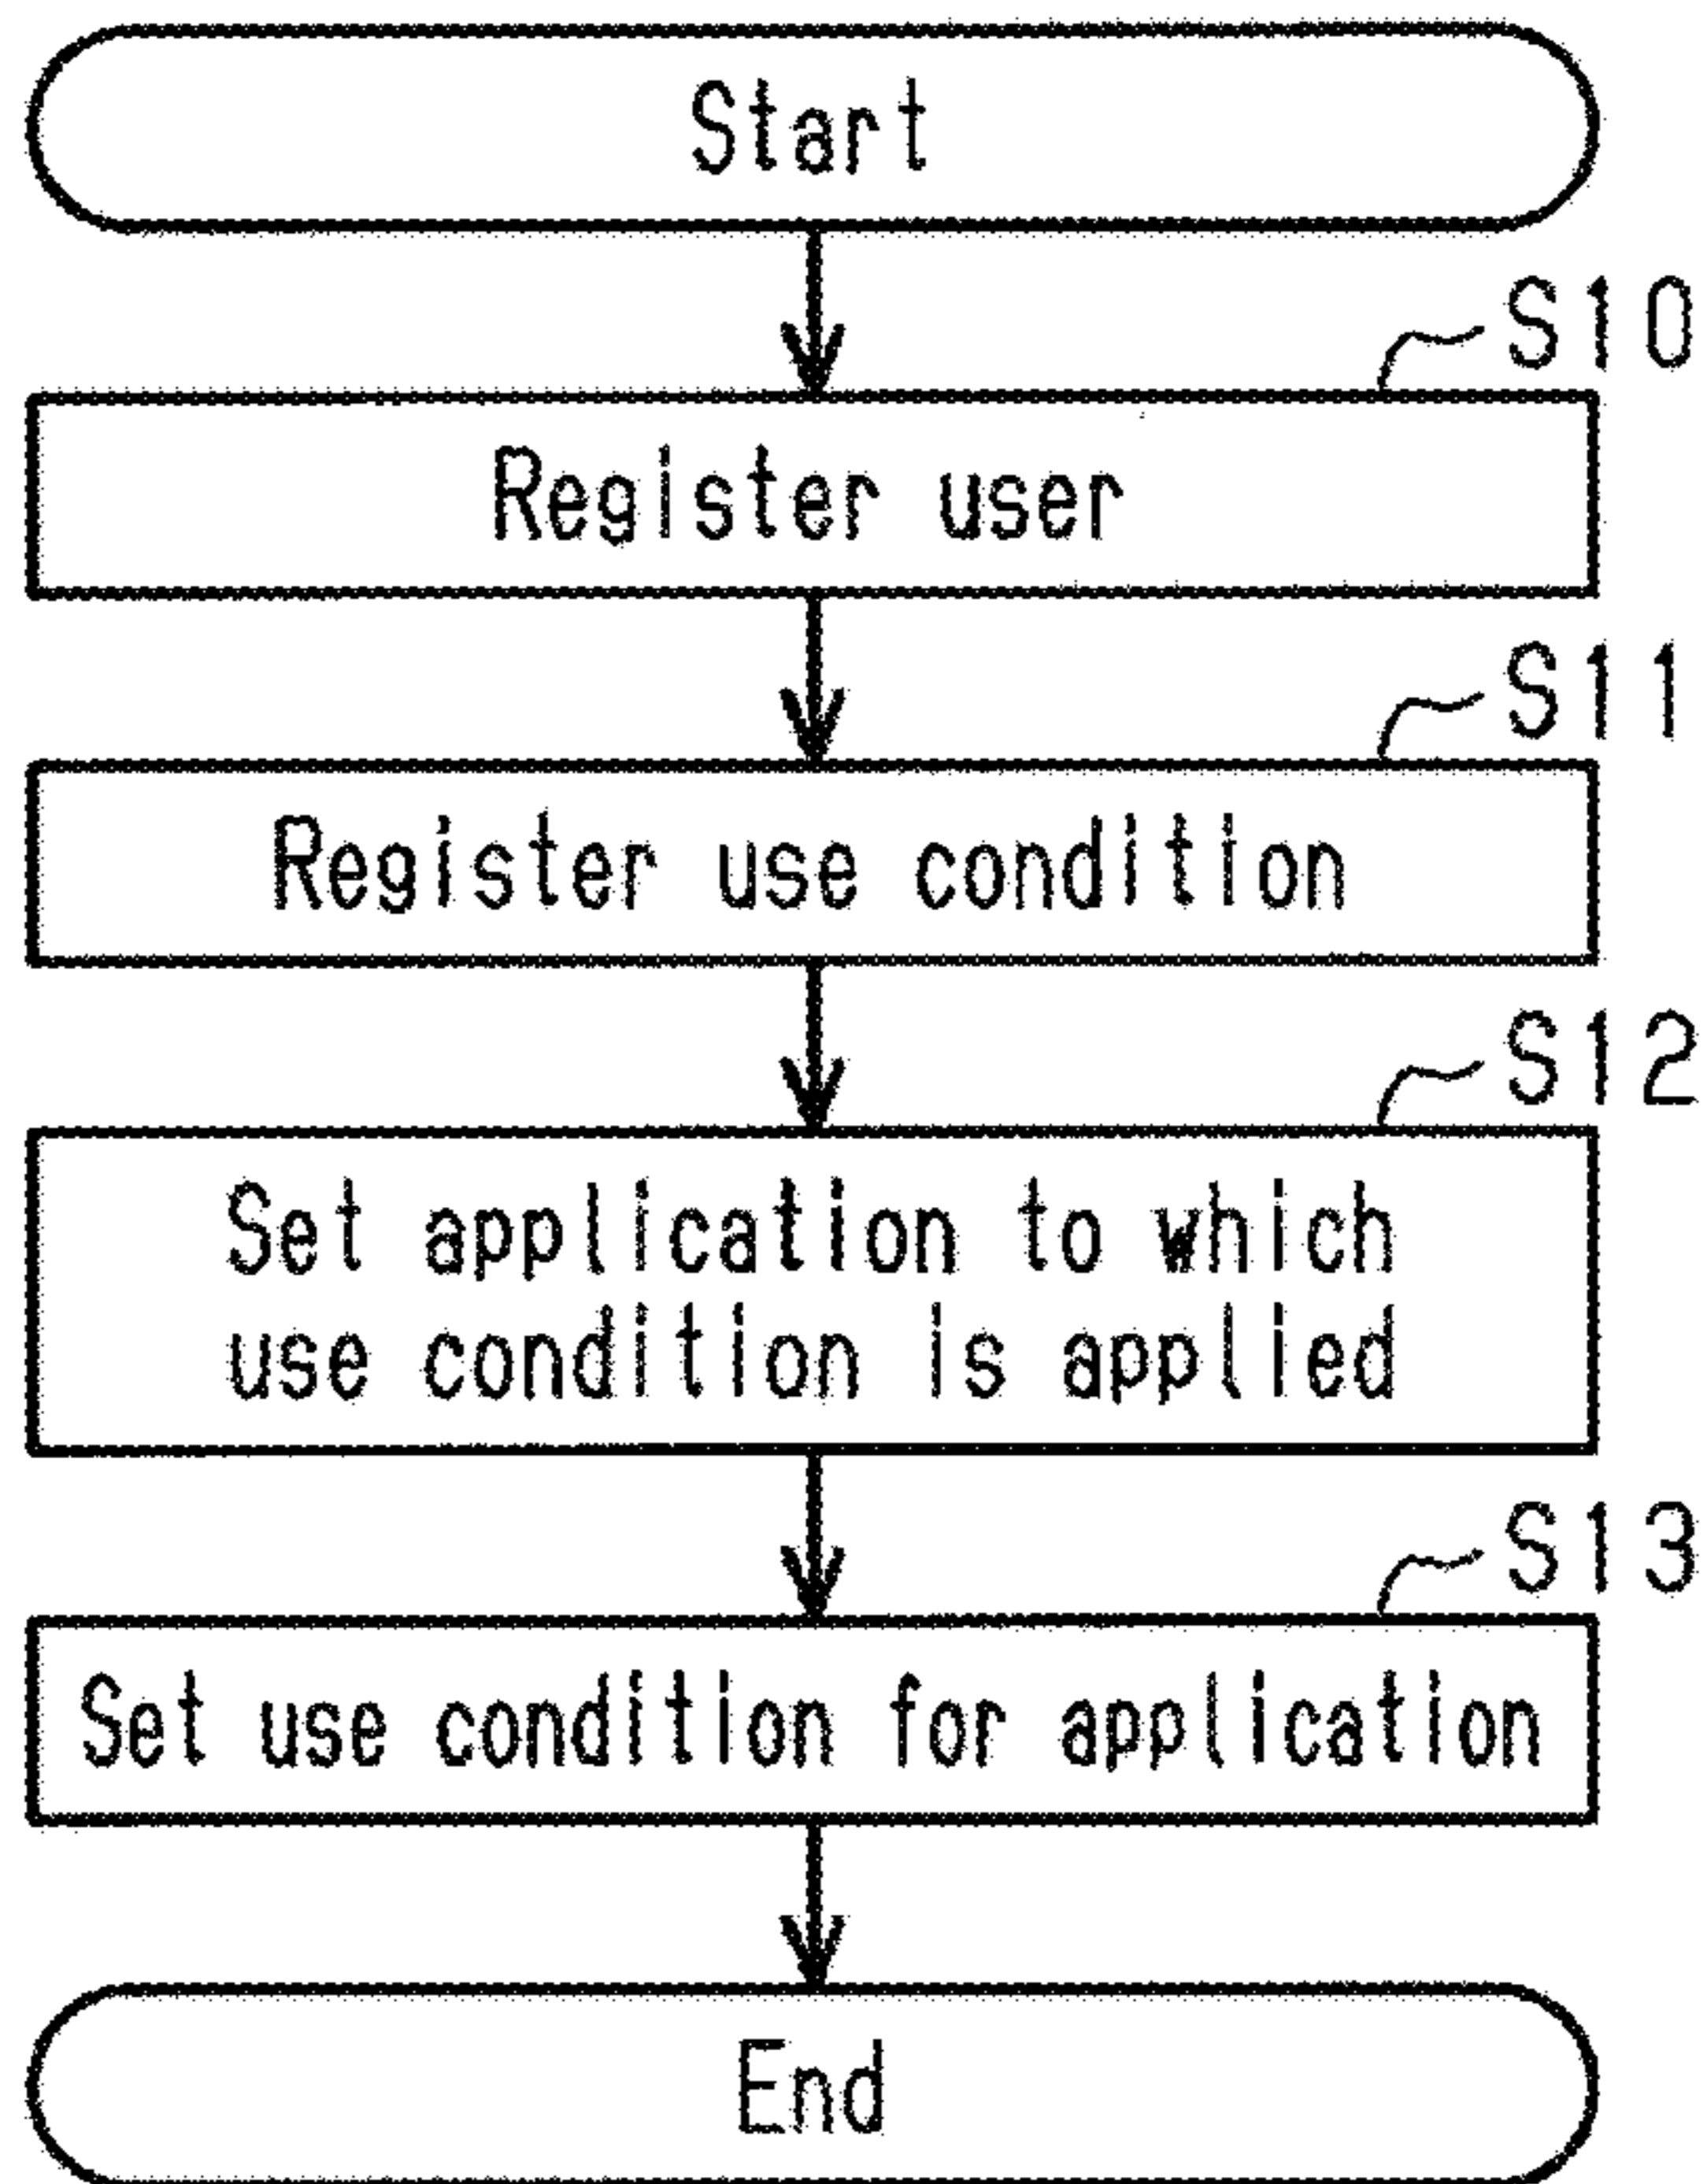 Start
S10
Register user
S11
Register use condition
S12
Set application to which
use condition is applied
S13
Set use condition for application
End